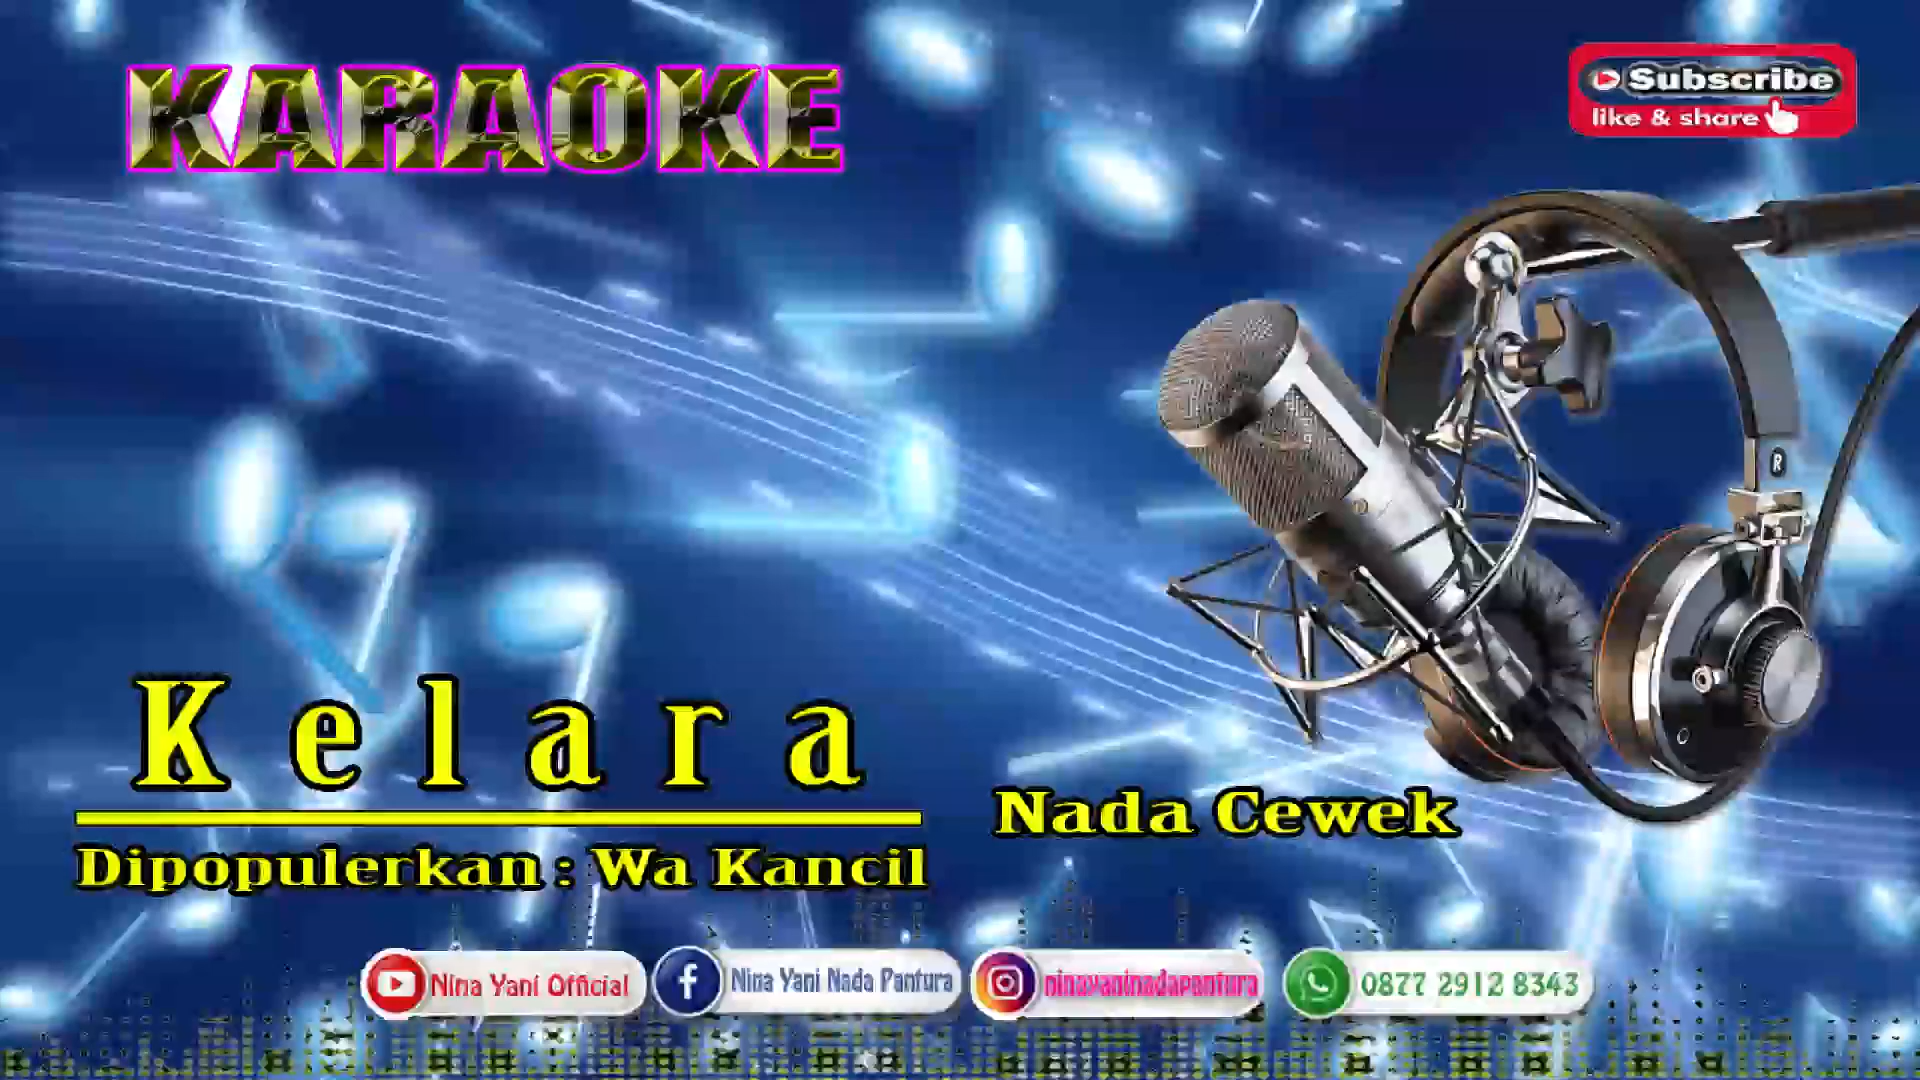 KARAOKE
Subscribe
like & share
R
Kelara
Nada Cewek
Dipopulerkan : Wa Kancil
Nina Yani Official
Nina Yani Nada Pantura
ninayaninadapantura
0877 2912 8343